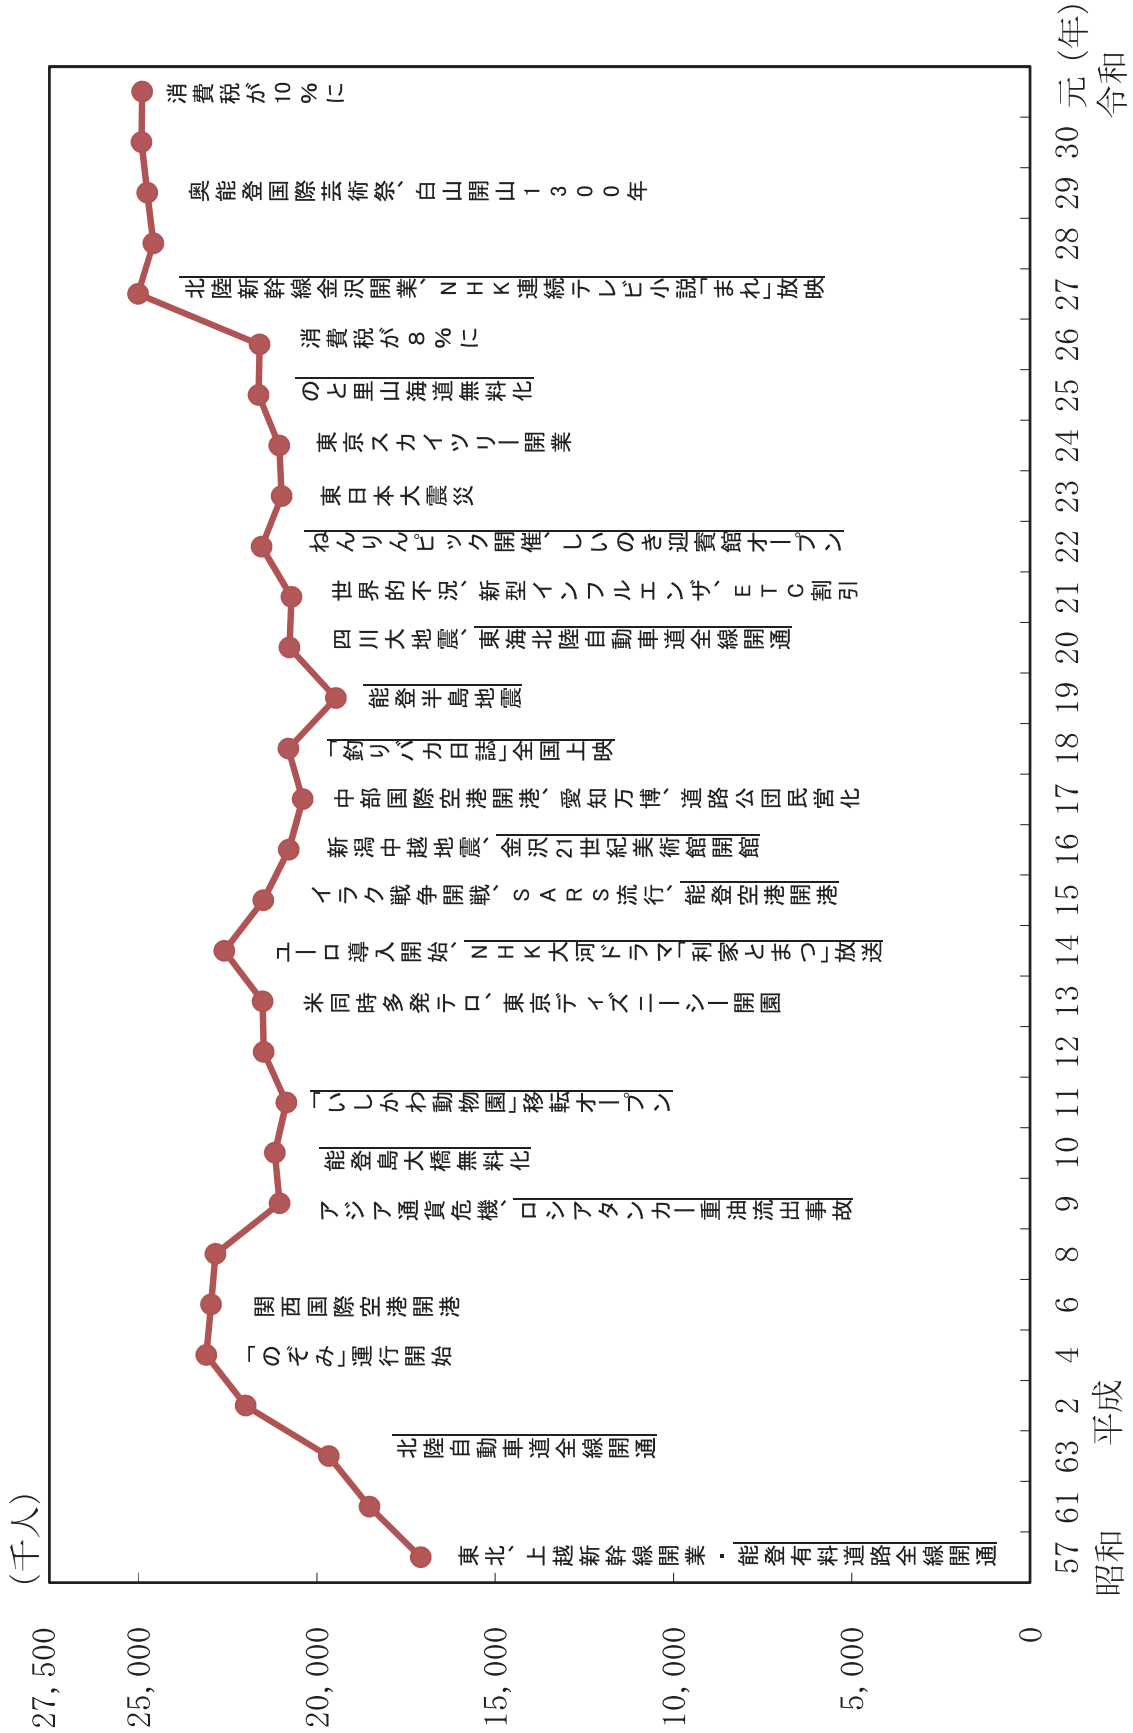 (千人)
27,500
25,000
20,000
15,000
10,000
5,000
0
東北、上越新幹線開業・能登有料道路全線開通
北陸自動車道全線開通
「のぞみ」運行開始
関西国際空港開港
アジア通貨危機、ロシアタンカー重油流出事故
能登島大橋無料化
「いしかわ動物園」移転オープン
米同時多発テロ、東京ディズニーシー開園
ユーロ導入開始、NHK大河ドラマ「利家とまつ」放送
イラク戦争開戦、SARS流行、能登空港開港
新潟中越地震、金沢21世紀美術館開館
中部国際空港開港、愛知万博、道路公団民営化
「釣りバカ日誌」全国上映
能登半島地震
四川大地震、東海北陸自動車道全線開通
世界的不況、新型インフルエンザ、ETC割引
ねんりんピック開催、しいのき迎賓館オープン
東日本大震災
東京スカイツリー開業
のと里山海道無料化
消費税が8%に
北陸新幹線金沢開業、NHK連続テレビ小説「まれ」放映
奥能登国際芸術祭、白山開山1300年
消費税が10%に
57 61 63 2 4 6 8 9 10 11 12 13 14 15 16 17 18 19 20 21 22 23 24 25 26 27 28 29 30 元 (年)
昭和 平成 令和